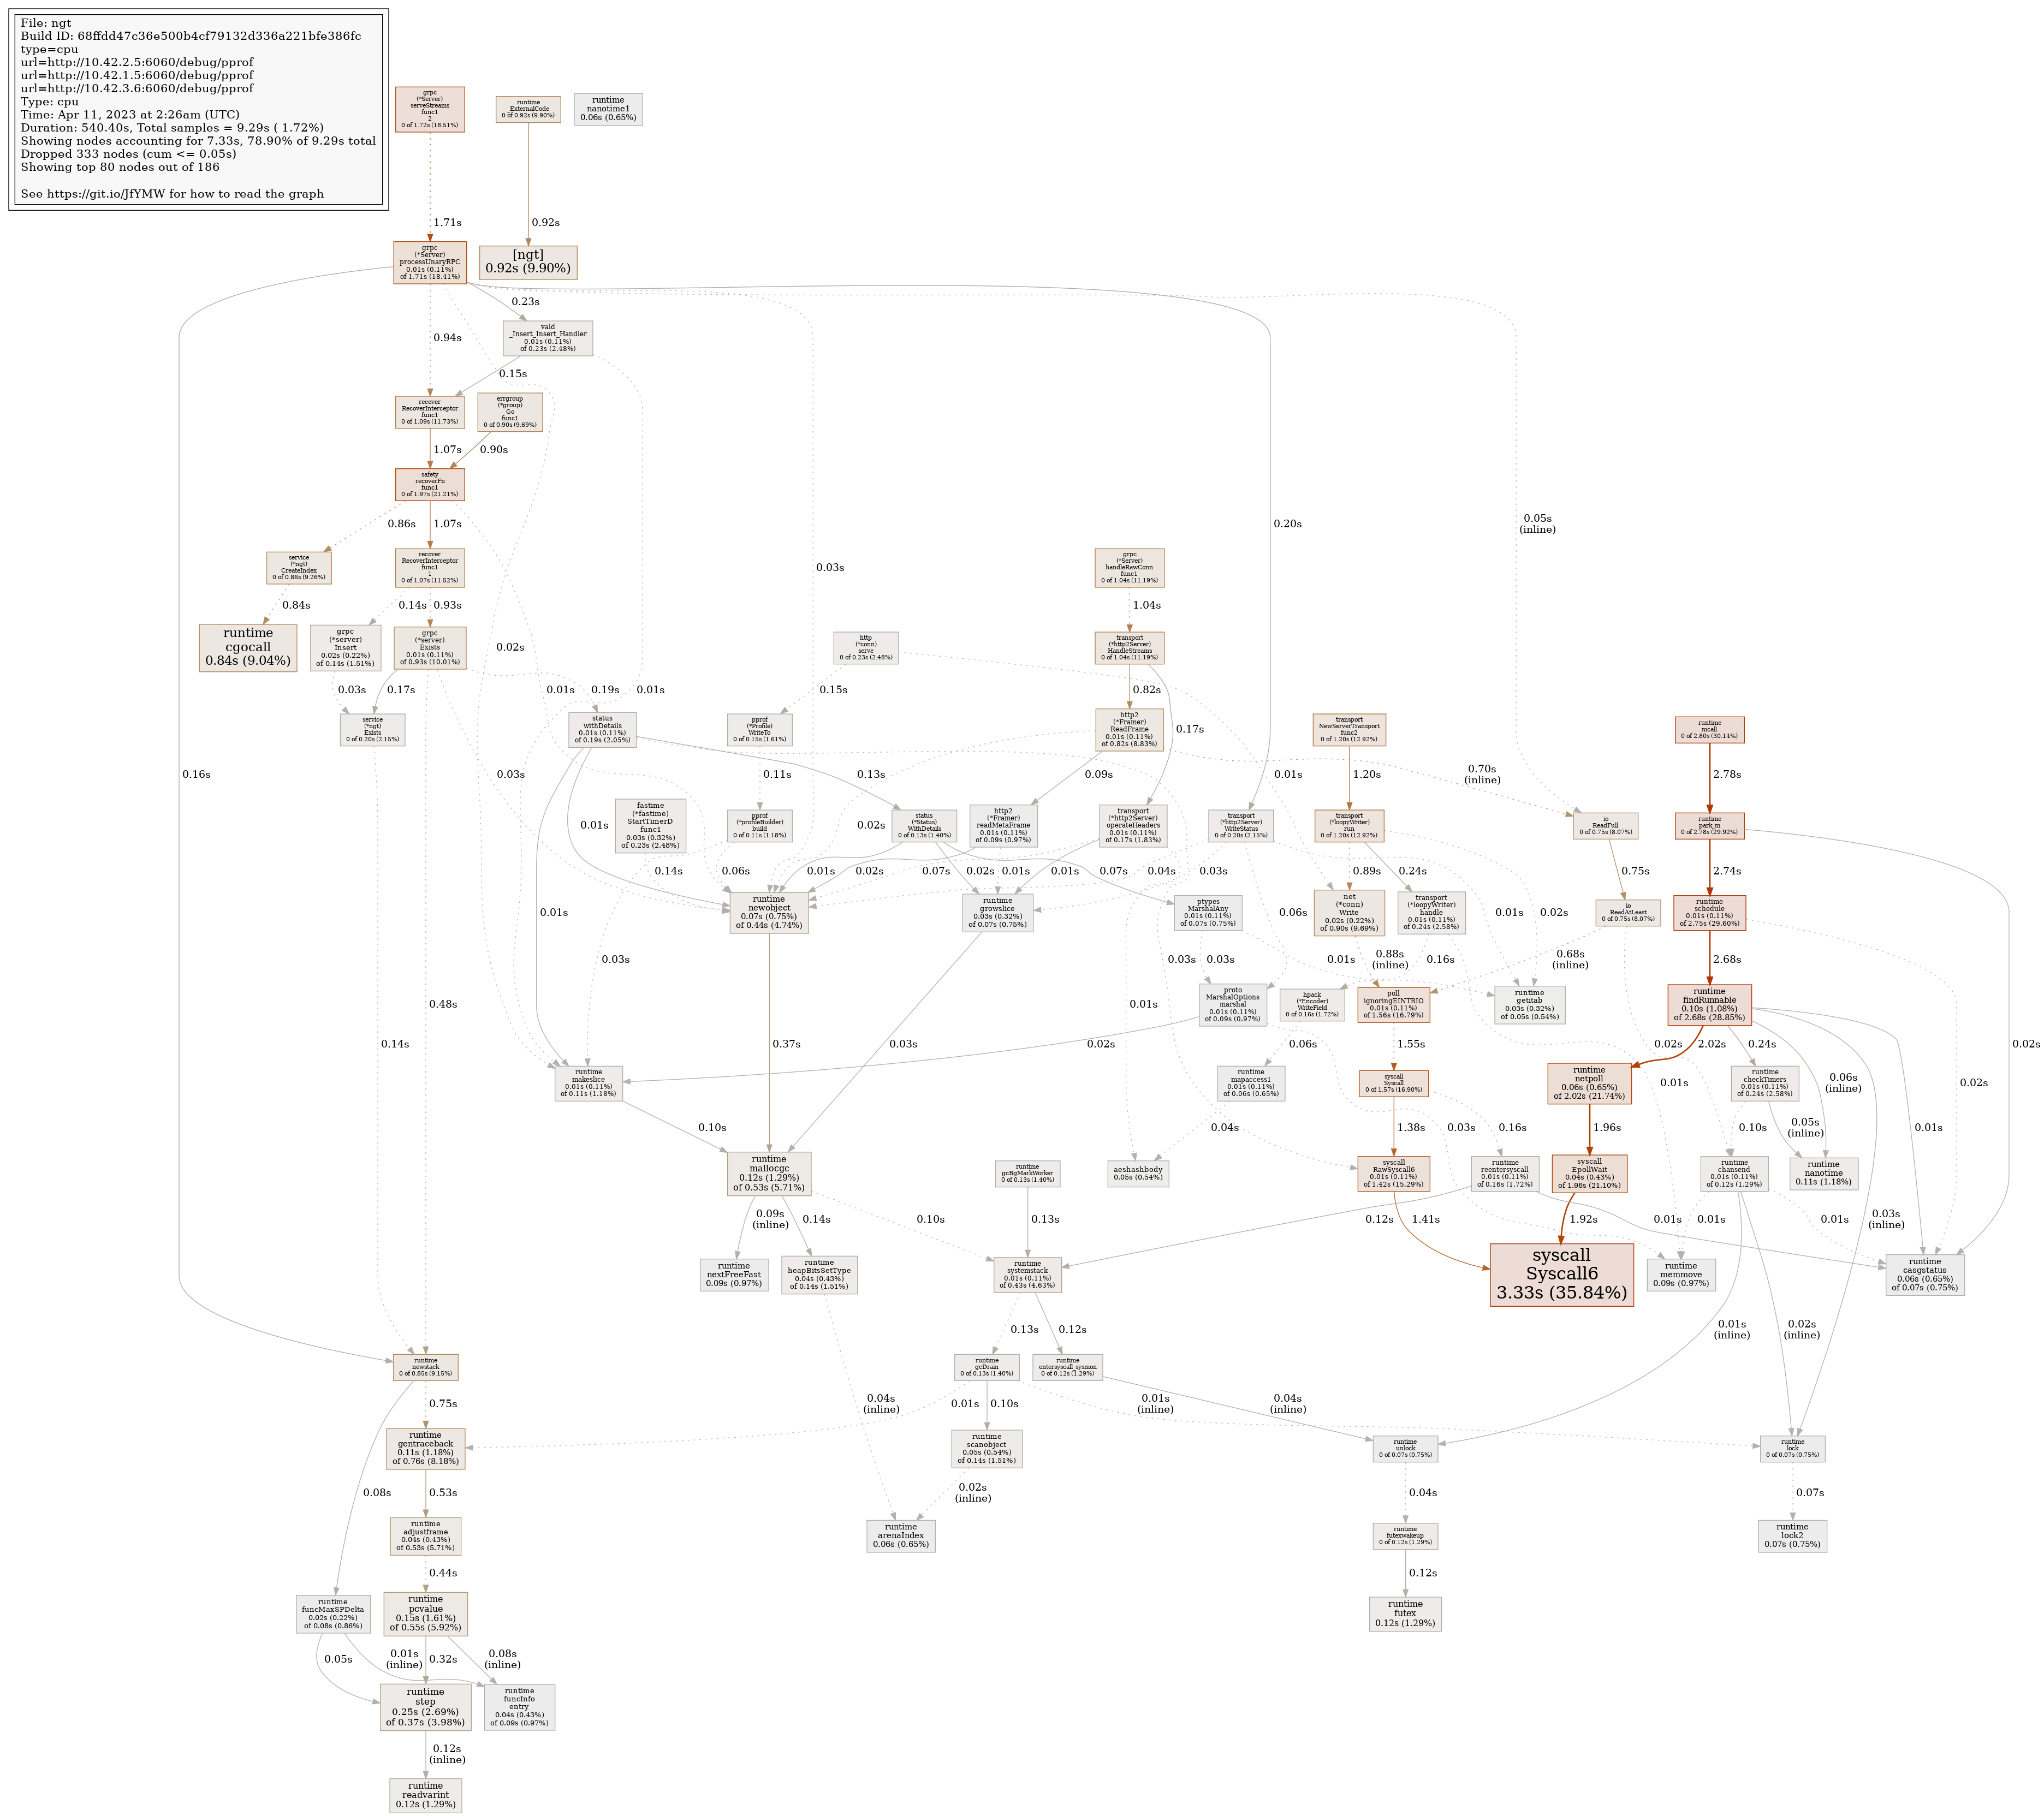 File: ngt
Build ID: 68ffdd47c36e500b4cf79132d336a221bfe386fc
type=cpu
url=http://10.42.2.5:6060/debug/pprof
url=http://10.42.1.5:6060/debug/pprof
url=http://10.42.3.6:6060/debug/pprof
Type: cpu
Time: Apr 11, 2023 at 2:26am (UTC)
Duration: 540.40s, Total samples = 9.29s ( 1.72%)
Showing nodes accounting for 7.33s, 78.90% of 9.29s total
Dropped 333 nodes (cum <= 0.05s)
Showing top 80 nodes out of 186
See https://git.io/JfYMW for how to read the graph
grpc
(*Server)
serveStreams
func1
2
0 of 1.72s (18.51%)
runtime
_ExternalCode
0 of 0.92s (9.90%)
runtime
nanotime1
0.06s (0.65%)
1.71s
0.92s
grpc
(*Server)
processUnaryRPC
0.01s (0.11%)
of 1.71s (18.41%)
[ngt]
0.92s (9.90%)
0.23s
vald
_Insert_Insert_Handler
0.01s (0.11%)
of 0.23s (2.48%)
0.94s
0.15s
recover
RecoverInterceptor
func1
0 of 1.09s (11.73%)
errgroup
(*group)
Go
func1
0 of 0.90s (9.69%)
1.07s
0.90s
safety
recoverFn
func1
0 of 1.97s (21.21%)
0.86s
1.07s
0.20s
0.05s
(inline)
service
(*ngt)
CreateIndex
0 of 0.86s (9.26%)
recover
RecoverInterceptor
func1
1
0 of 1.07s (11.52%)
0.03s
grpc
(*Server)
handleRawConn
func1
0 of 1.04s (11.19%)
0.84s
0.14s
0.93s
1.04s
runtime
cgocall
0.84s (9.04%)
grpc
(*server)
Insert
0.02s (0.22%)
of 0.14s (1.51%)
grpc
(*server)
Exists
0.01s (0.11%)
of 0.93s (10.01%)
0.02s
http
(*conn)
serve
0 of 0.23s (2.48%)
transport
(*http2Server)
HandleStreams
0 of 1.04s (11.19%)
0.03s
0.17s
0.19s
0.01s
0.01s
0.15s
0.82s
0.17s
service
(*ngt)
Exists
0 of 0.20s (2.15%)
status
withDetails
0.01s (0.11%)
of 0.19s (2.05%)
pprof
(*Profile)
WriteTo
0 of 0.15s (1.61%)
http2
(*Framer)
ReadFrame
0.01s (0.11%)
of 0.82s (8.83%)
transport
NewServerTransport
func2
0 of 1.20s (12.92%)
runtime
mcall
0 of 2.80s (30.14%)
0.16s
0.03s
0.11s
0.13s
0.09s
0.01s
1.20s
0.70s
(inline)
2.78s
fastime
(*fastime)
StartTimerD
func1
0.03s (0.32%)
of 0.23s (2.48%)
0.01s
pprof
(*profileBuilder)
build
0 of 0.11s (1.18%)
0.02s
status
(*Status)
WithDetails
0 of 0.13s (1.40%)
http2
(*Framer)
readMetaFrame
0.01s (0.11%)
of 0.09s (0.97%)
transport
(*http2Server)
operateHeaders
0.01s (0.11%)
of 0.17s (1.83%)
transport
(*http2Server)
WriteStatus
0 of 0.20s (2.15%)
transport
(*loopyWriter)
run
0 of 1.20s (12.92%)
io
ReadFull
0 of 0.75s (8.07%)
runtime
park_m
0 of 2.78s (29.92%)
0.14s
0.06s
0.01s
0.02s
0.07s
0.02s
0.01s
0.01s
0.07s
0.04s
0.03s
0.89s
0.24s
0.75s
2.74s
0.01s
runtime
newobject
0.07s (0.75%)
of 0.44s (4.74%)
runtime
growslice
0.03s (0.32%)
of 0.07s (0.75%)
ptypes
MarshalAny
0.01s (0.11%)
of 0.07s (0.75%)
0.06s
net
(*conn)
Write
0.02s (0.22%)
of 0.90s (9.69%)
transport
(*loopyWriter)
handle
0.01s (0.11%)
of 0.24s (2.58%)
0.01s
0.02s
io
ReadAtLeast
0 of 0.75s (8.07%)
runtime
schedule
0.01s (0.11%)
of 2.75s (29.60%)
0.03s
0.03s
0.03s
0.01s
0.88s
(inline)
0.16s
0.68s
(inline)
2.68s
0.48s
0.01s
proto
MarshalOptions
marshal
0.01s (0.11%)
of 0.09s (0.97%)
hpack
(*Encoder)
WriteField
0 of 0.16s (1.72%)
poll
ignoringEINTRIO
0.01s (0.11%)
of 1.56s (16.79%)
runtime
getitab
0.03s (0.32%)
of 0.05s (0.54%)
runtime
findRunnable
0.10s (1.08%)
of 2.68s (28.85%)
0.14s
0.37s
0.03s
0.02s
0.06s
1.55s
0.02s
0.02s
2.02s
0.24s
0.02s
runtime
makeslice
0.01s (0.11%)
of 0.11s (1.18%)
runtime
mapaccess1
0.01s (0.11%)
of 0.06s (0.65%)
syscall
Syscall
0 of 1.57s (16.90%)
0.01s
runtime
netpoll
0.06s (0.65%)
of 2.02s (21.74%)
runtime
checkTimers
0.01s (0.11%)
of 0.24s (2.58%)
0.06s
(inline)
0.02s
0.10s
0.04s
0.03s
1.38s
0.16s
1.96s
0.10s
0.05s
(inline)
0.01s
runtime
mallocgc
0.12s (1.29%)
of 0.53s (5.71%)
runtime
gcBgMarkWorker
0 of 0.13s (1.40%)
aeshashbody
0.05s (0.54%)
syscall
RawSyscall6
0.01s (0.11%)
of 1.42s (15.29%)
runtime
reentersyscall
0.01s (0.11%)
of 0.16s (1.72%)
syscall
EpollWait
0.04s (0.43%)
of 1.96s (21.10%)
runtime
chansend
0.01s (0.11%)
of 0.12s (1.29%)
runtime
nanotime
0.11s (1.18%)
0.09s
(inline)
0.14s
0.10s
0.13s
0.12s
1.41s
0.01s
1.92s
0.01s
0.01s
0.03s
(inline)
runtime
nextFreeFast
0.09s (0.97%)
runtime
heapBitsSetType
0.04s (0.43%)
of 0.14s (1.51%)
runtime
systemstack
0.01s (0.11%)
of 0.43s (4.63%)
syscall
Syscall6
3.33s (35.84%)
runtime
memmove
0.09s (0.97%)
runtime
casgstatus
0.06s (0.65%)
of 0.07s (0.75%)
0.13s
0.12s
0.01s
(inline)
0.02s
(inline)
runtime
newstack
0 of 0.85s (9.15%)
runtime
gcDrain
0 of 0.13s (1.40%)
runtime
entersyscall_sysmon
0 of 0.12s (1.29%)
0.75s
0.04s
(inline)
0.01s
0.10s
0.01s
(inline)
0.04s
(inline)
runtime
gentraceback
0.11s (1.18%)
of 0.76s (8.18%)
runtime
scanobject
0.05s (0.54%)
of 0.14s (1.51%)
runtime
unlock
0 of 0.07s (0.75%)
runtime
lock
0 of 0.07s (0.75%)
0.08s
0.53s
0.02s
(inline)
0.04s
0.07s
runtime
adjustframe
0.04s (0.43%)
of 0.53s (5.71%)
runtime
arenaIndex
0.06s (0.65%)
runtime
futexwakeup
0 of 0.12s (1.29%)
runtime
lock2
0.07s (0.75%)
0.44s
0.12s
runtime
funcMaxSPDelta
0.02s (0.22%)
of 0.08s (0.86%)
runtime
pcvalue
0.15s (1.61%)
of 0.55s (5.92%)
runtime
futex
0.12s (1.29%)
0.05s
0.01s
(inline)
0.32s
0.08s
(inline)
runtime
step
0.25s (2.69%)
of 0.37s (3.98%)
runtime
funcInfo
entry
0.04s (0.43%)
of 0.09s (0.97%)
0.12s
(inline)
runtime
readvarint
0.12s (1.29%)